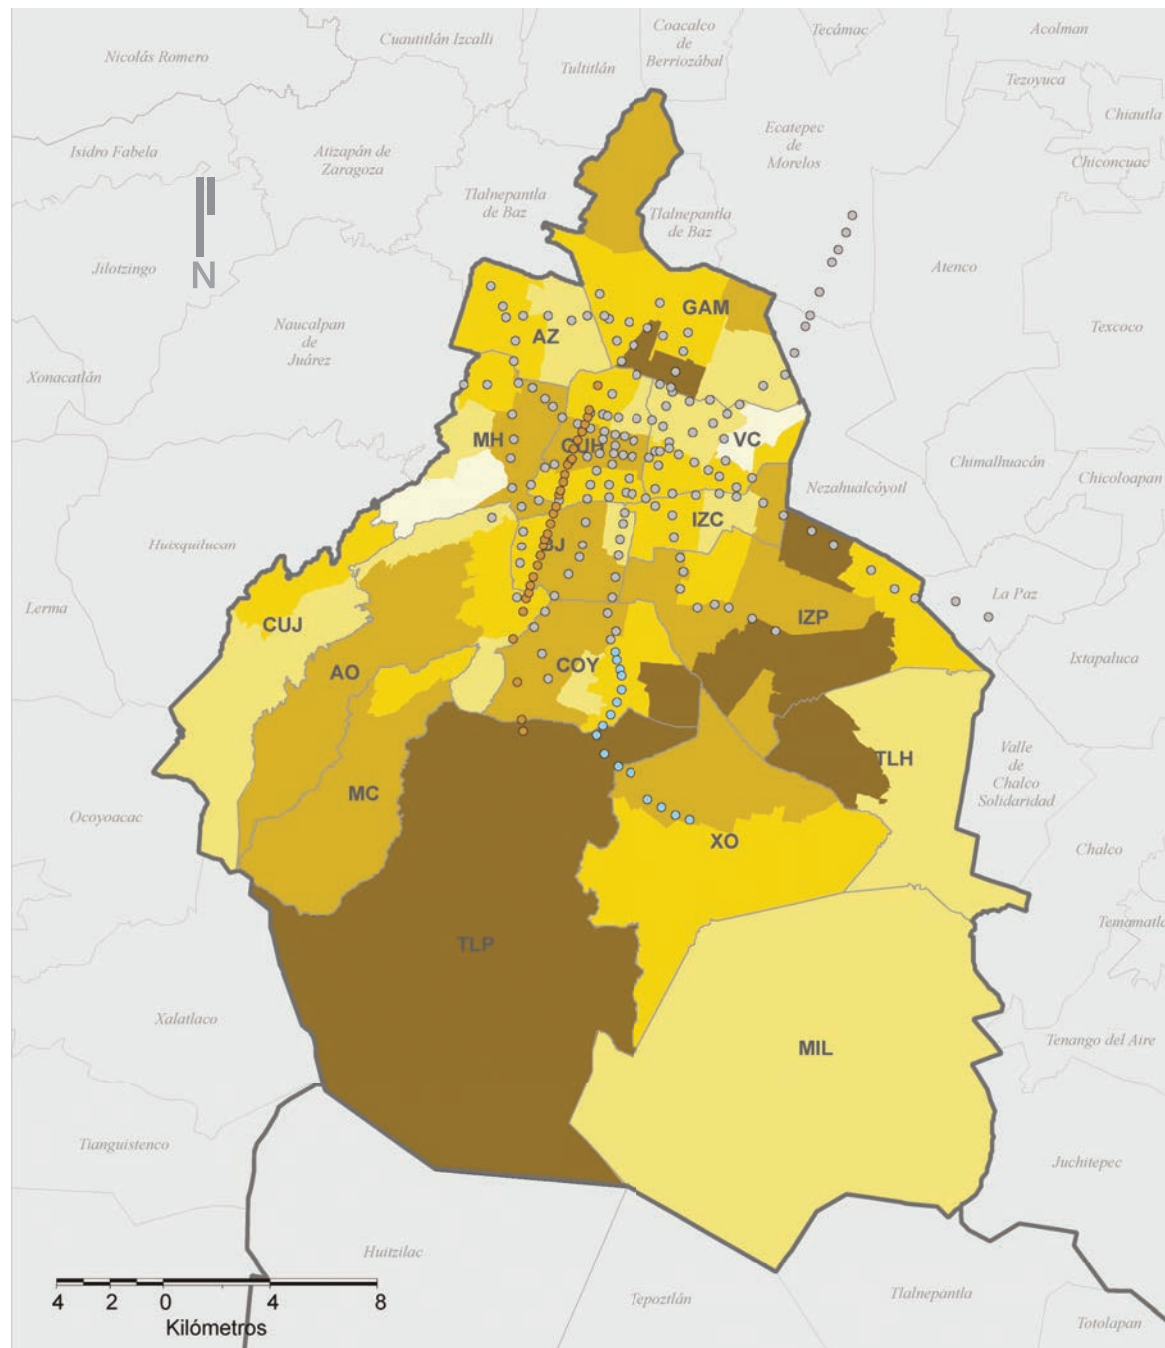 Nicolás Romero
Cuautitlán Izcalli
Coacalco
de
Berriozábal
Tecámac
Acolman
Tultitlán
Tezoyuca
Chiautla
Isidro Fabela
Atizapán de
Zaragoza
Ecatepec
de
Morelos
Chiconcuac
Tlalnepantla
de Baz
Tlalnepantla
de Baz
N
Jilotzingo
Atenco
Naucalpan
de
Juárez
GAM
AZ
Texcoco
Xonacatlán
MH
CUH
VC
Chimalhuacán
Chicoloapan
Nezahualcóyotl
IZC
BJ
Huixquilucan
Lerma
La Paz
CUJ
IZP
AO
COY
Ixtapaluca
TLH
Valle
de
Chalco
Solidaridad
MC
Ocoyoacac
XO
Chalco
TLP
Xalatlaco
MIL
Tenango del Aire
Tianguistenco
Juchitepec
Huitzilac
Tepoztlán
Tlalnepantla
Totolapan
4 2 0 4 8
Kilómetros